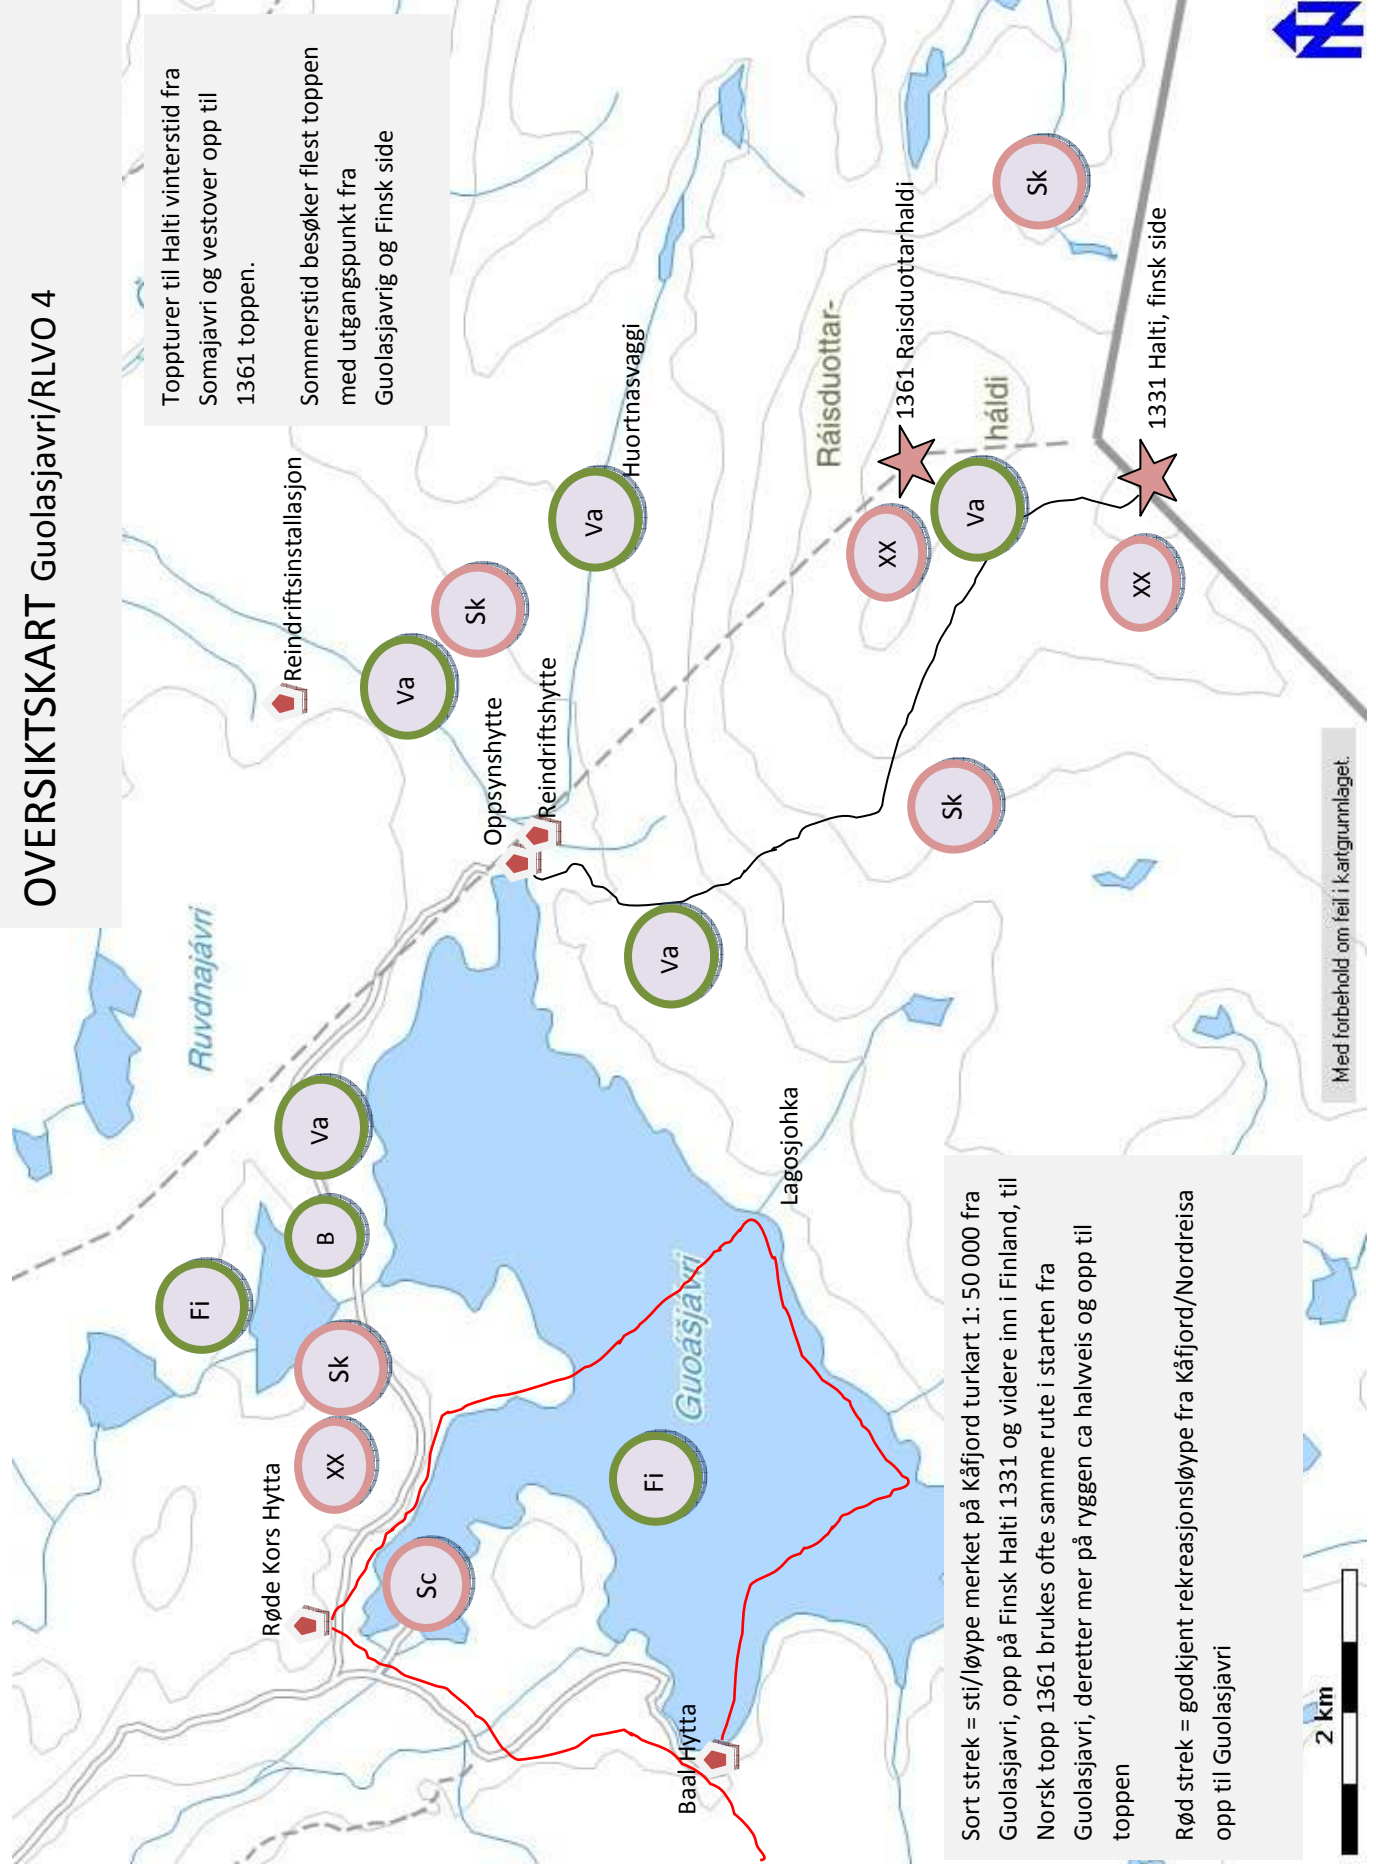 OVERSIKTSKART Guolasjavri/RLVO 4
Toppturer til Halti vinterstid fra
Somajavri og vestover opp til
1361 toppen.
Sommerstid besøker flest toppen
med utgangspunkt fra
Guolasjavrig og Finsk side
N
Ruvdnajávri
Reindriftsinstallasjon
Fi
B
Va
Va
Sk
Røde Kors Hytta
XX
Sk
Sc
Oppsynshytte
Reindriftshytte
Va
Huortnasvaggi
Guoásjávri
Fi
Va
Baal Hytta
Lagosjohka
Ráisduottar-
háldi
1361 Raisduottarhaldi
XX
Va
Sk
Sk
1331 Halti, finsk side
XX
Sort strek = sti/løype merket på Kåfjord turkart 1: 50 000 fra
Guolasjavri, opp på Finsk Halti 1331 og videre inn i Finland, til
Norsk topp 1361 brukes ofte samme rute i starten fra
Guolasjavri, deretter mer på ryggen ca halvveis og opp til
toppen
Rød strek = godkjent rekreasjonsløype fra Kåfjord/Nordreisa
opp til Guolasjavri
2 km
Med forbehold om feil i kartgrunnlaget.